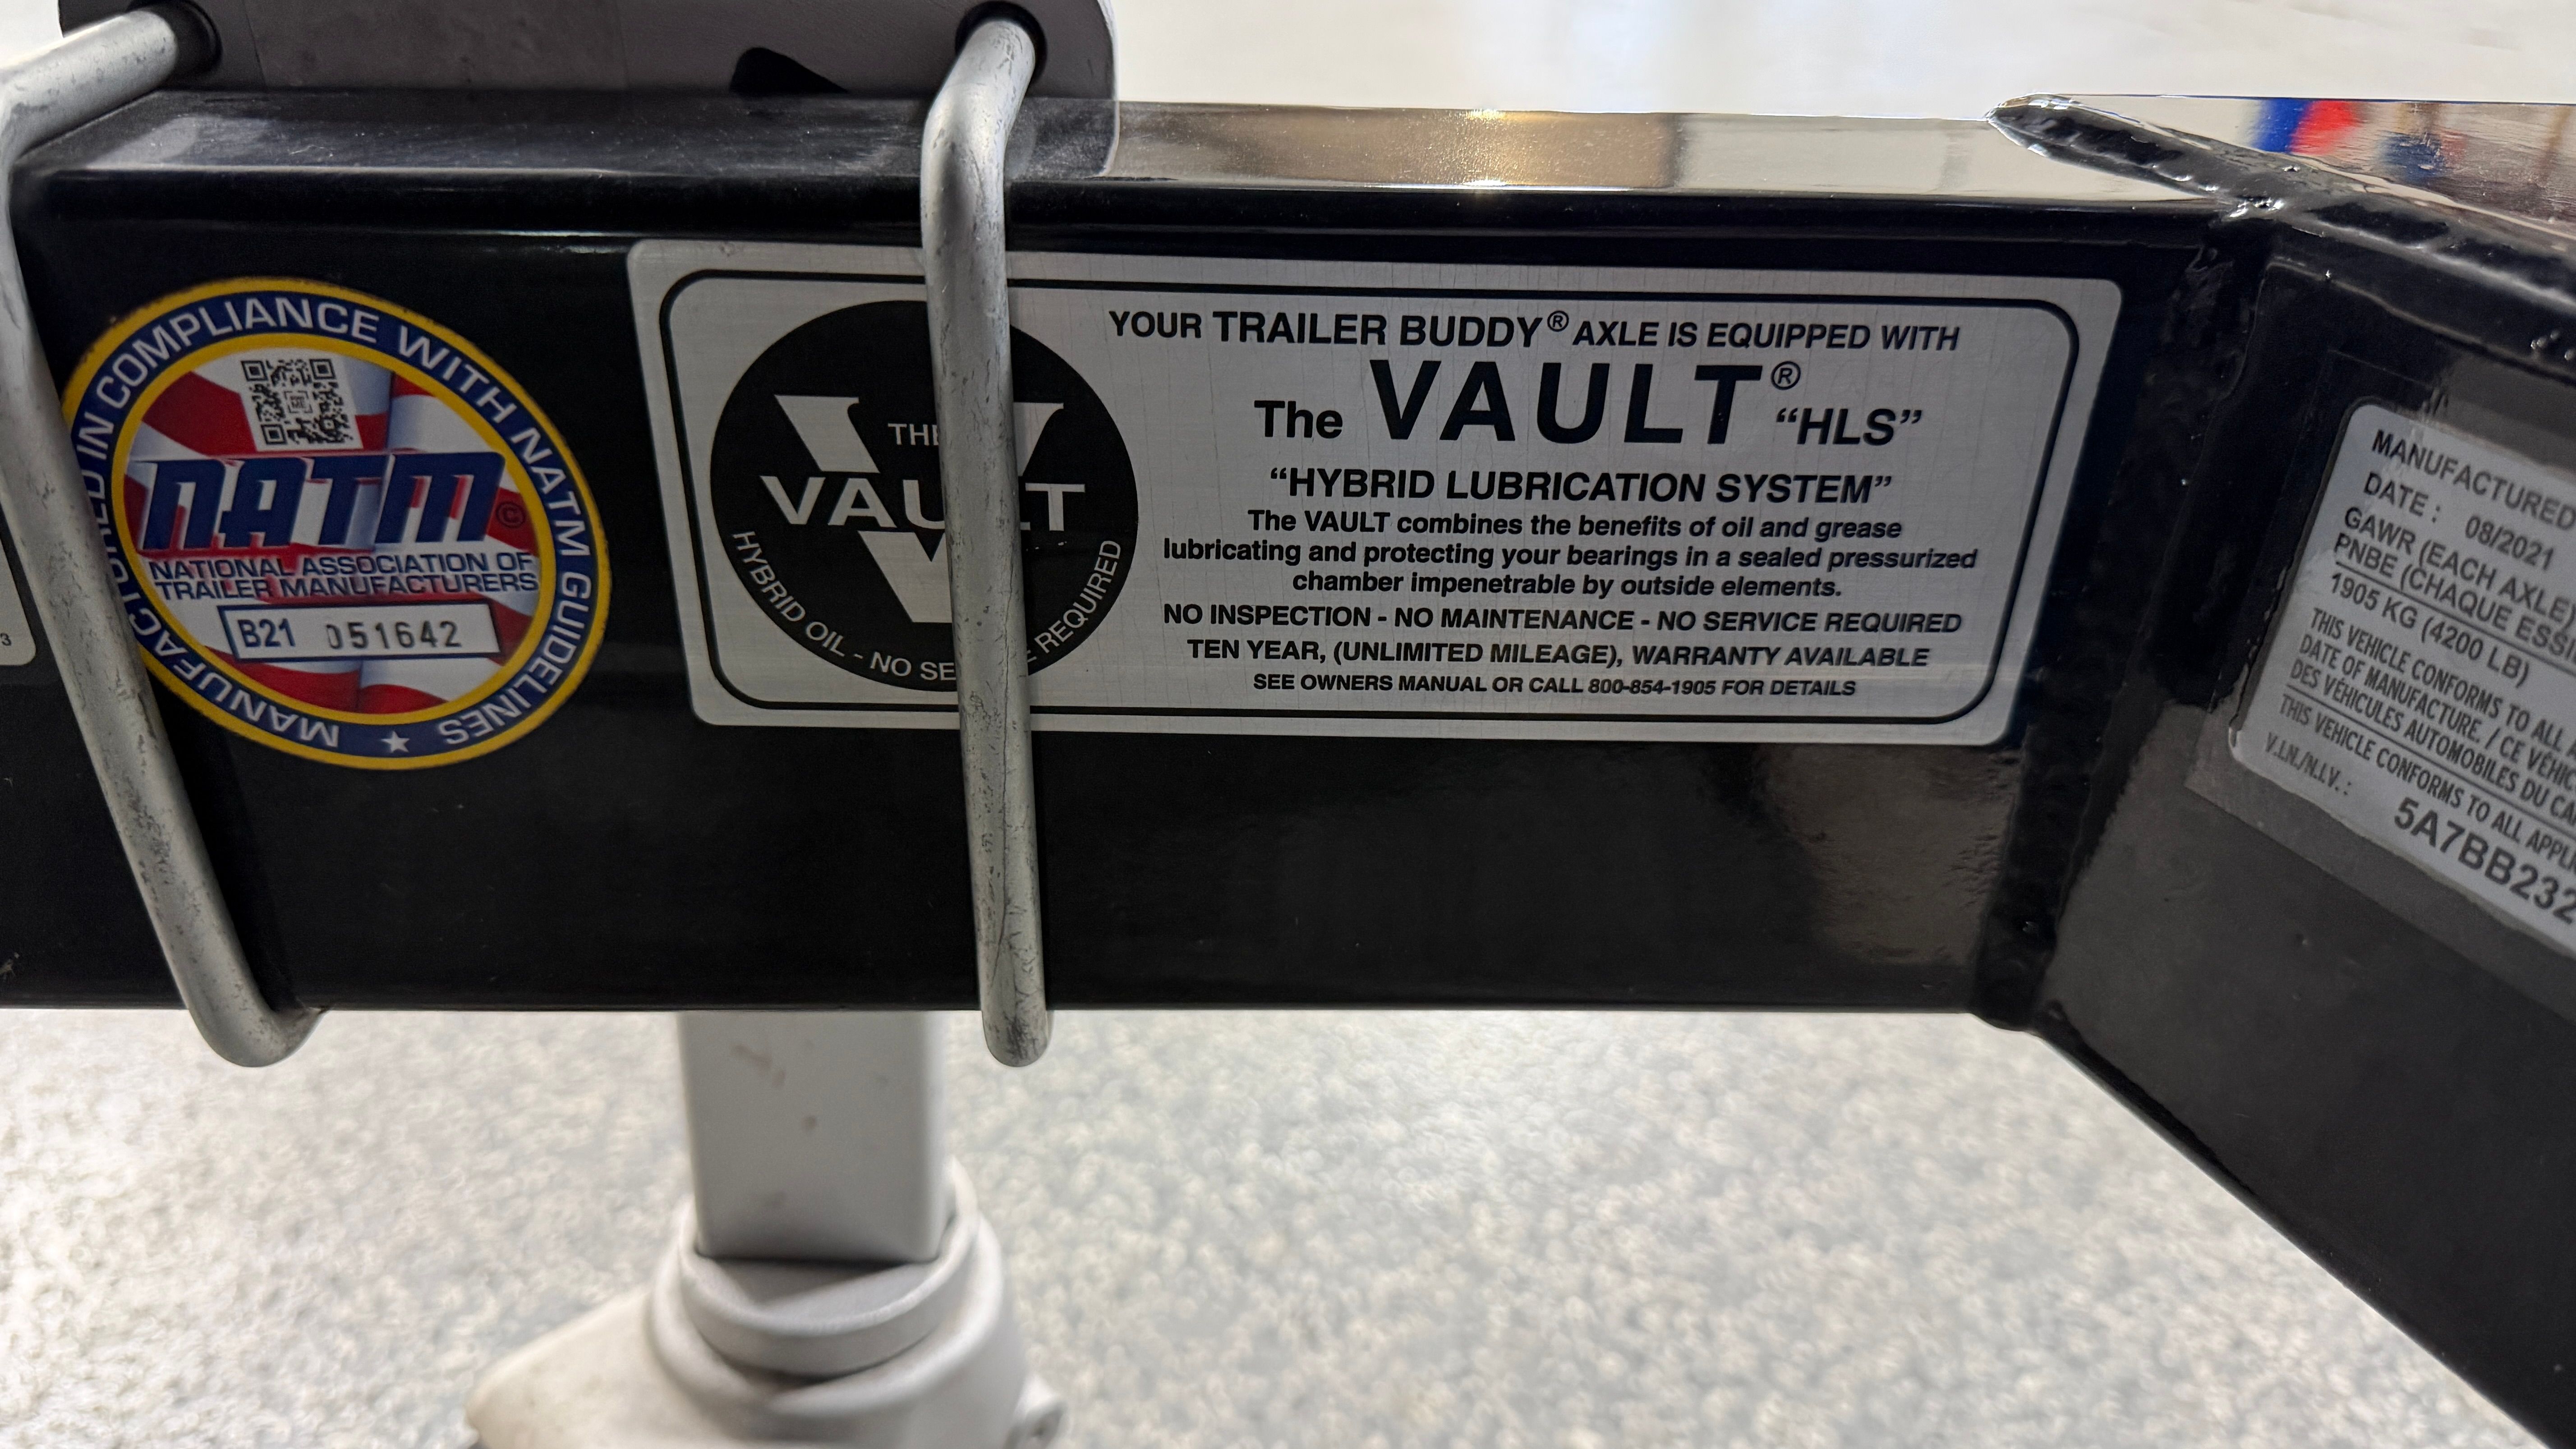 3
MANUFACTURED IN COMPLIANCE WITH NATM GUIDELINES
NATM©
NATIONAL ASSOCIATION OF
TRAILER MANUFACTURERS
B21 051642
THE
VAULT
HYBRID OIL - NO SE E REQUIRED
YOUR TRAILER BUDDY® AXLE IS EQUIPPED WITH
The VAULT® “HLS”
“HYBRID LUBRICATION SYSTEM”
The VAULT combines the benefits of oil and grease
lubricating and protecting your bearings in a sealed pressurized
chamber impenetrable by outside elements.
NO INSPECTION - NO MAINTENANCE - NO SERVICE REQUIRED
TEN YEAR, (UNLIMITED MILEAGE), WARRANTY AVAILABLE
SEE OWNERS MANUAL OR CALL 800-854-1905 FOR DETAILS
MANUFACTURED
DATE : 08/2021
GAWR (EACH AXLE)
PNBE (CHAQUE ESSI
1905 KG (4200 LB)
THIS VEHICLE CONFORMS TO ALL
DATE OF MANUFACTURE. / CE VÉHIC
DES VÉHICULES AUTOMOBILES DU CA
THIS VEHICLE CONFORMS TO ALL APPLI
V.I.N./N.I.V. :
5A7BB232